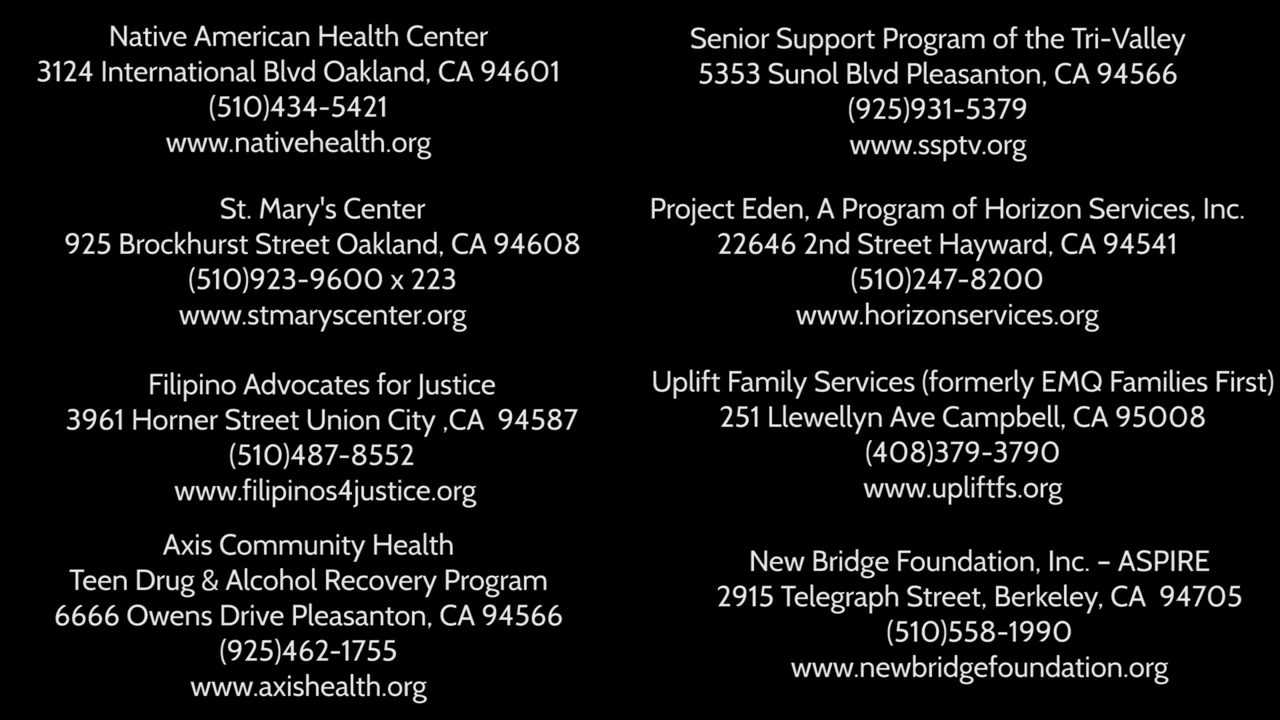 Native American Health Center
3124 International Blvd Oakland, CA 94601
(510)434-5421
www.nativehealth.org
St. Mary's Center
925 Brockhurst Street Oakland, CA 94608
(510)923-9600 x 223
www.stmaryscenter.org
Filipino Advocates for Justice
3961 Horner Street Union City ,CA  94587
(510)487-8552
www.filipinos4justice.org
Axis Community Health
Teen Drug & Alcohol Recovery Program
6666 Owens Drive Pleasanton, CA 94566
(925)462-1755
www.axishealth.org
Senior Support Program of the Tri-Valley
5353 Sunol Blvd Pleasanton, CA 94566
(925)931-5379
www.ssptv.org
Project Eden, A Program of Horizon Services, Inc.
22646 2nd Street Hayward, CA 94541
(510)247-8200
www.horizonservices.org
Uplift Family Services (formerly EMQ Families First)
251 Llewellyn Ave Campbell, CA 95008
(408)379-3790
www.upliftfs.org
New Bridge Foundation, Inc. – ASPIRE
2915 Telegraph Street, Berkeley, CA  94705
(510)558-1990
www.newbridgefoundation.org